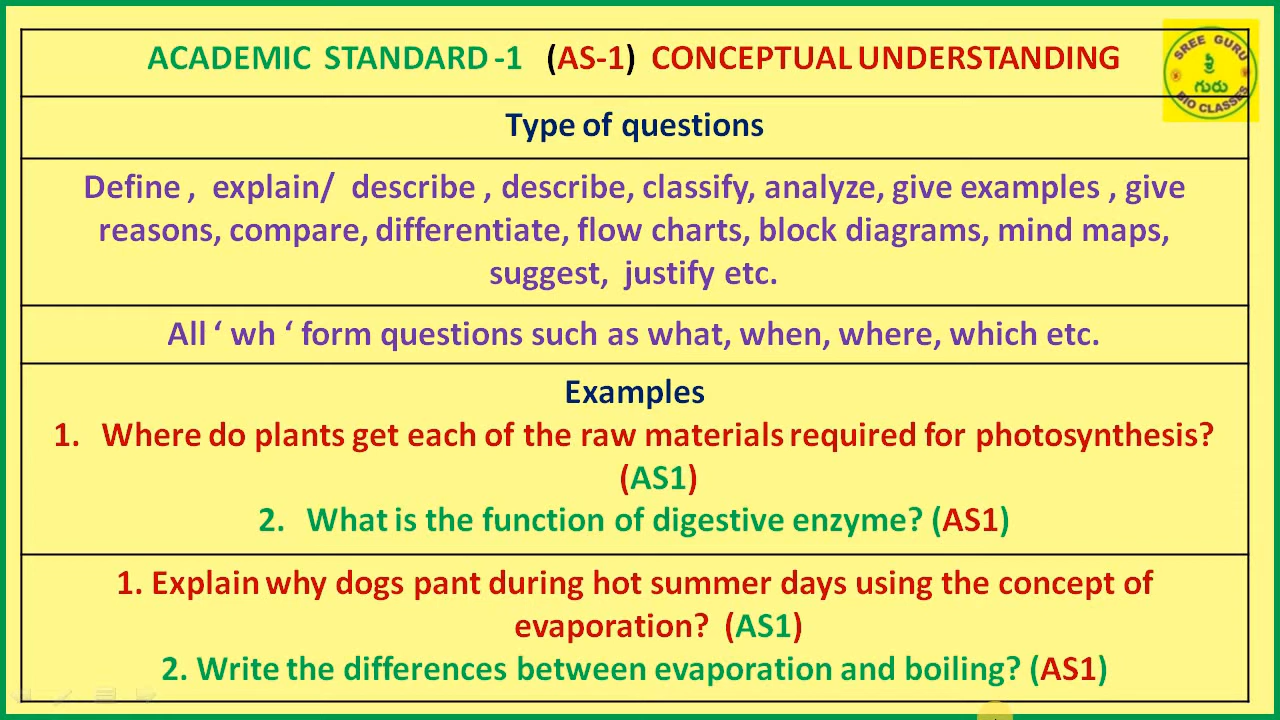 ACADEMIC STANDARD -1 (AS-1) CONCEPTUAL UNDERSTANDING
SREE GURU
శ్రీ
గురు
BIO CLASSES
Type of questions
Define , explain/ describe , describe, classify, analyze, give examples , give
reasons, compare, differentiate, flow charts, block diagrams, mind maps,
suggest, justify etc.
All ‘ wh ‘ form questions such as what, when, where, which etc.
Examples
1. Where do plants get each of the raw materials required for photosynthesis?
(AS1)
2. What is the function of digestive enzyme? (AS1)
1. Explain why dogs pant during hot summer days using the concept of
evaporation? (AS1)
2. Write the differences between evaporation and boiling? (AS1)